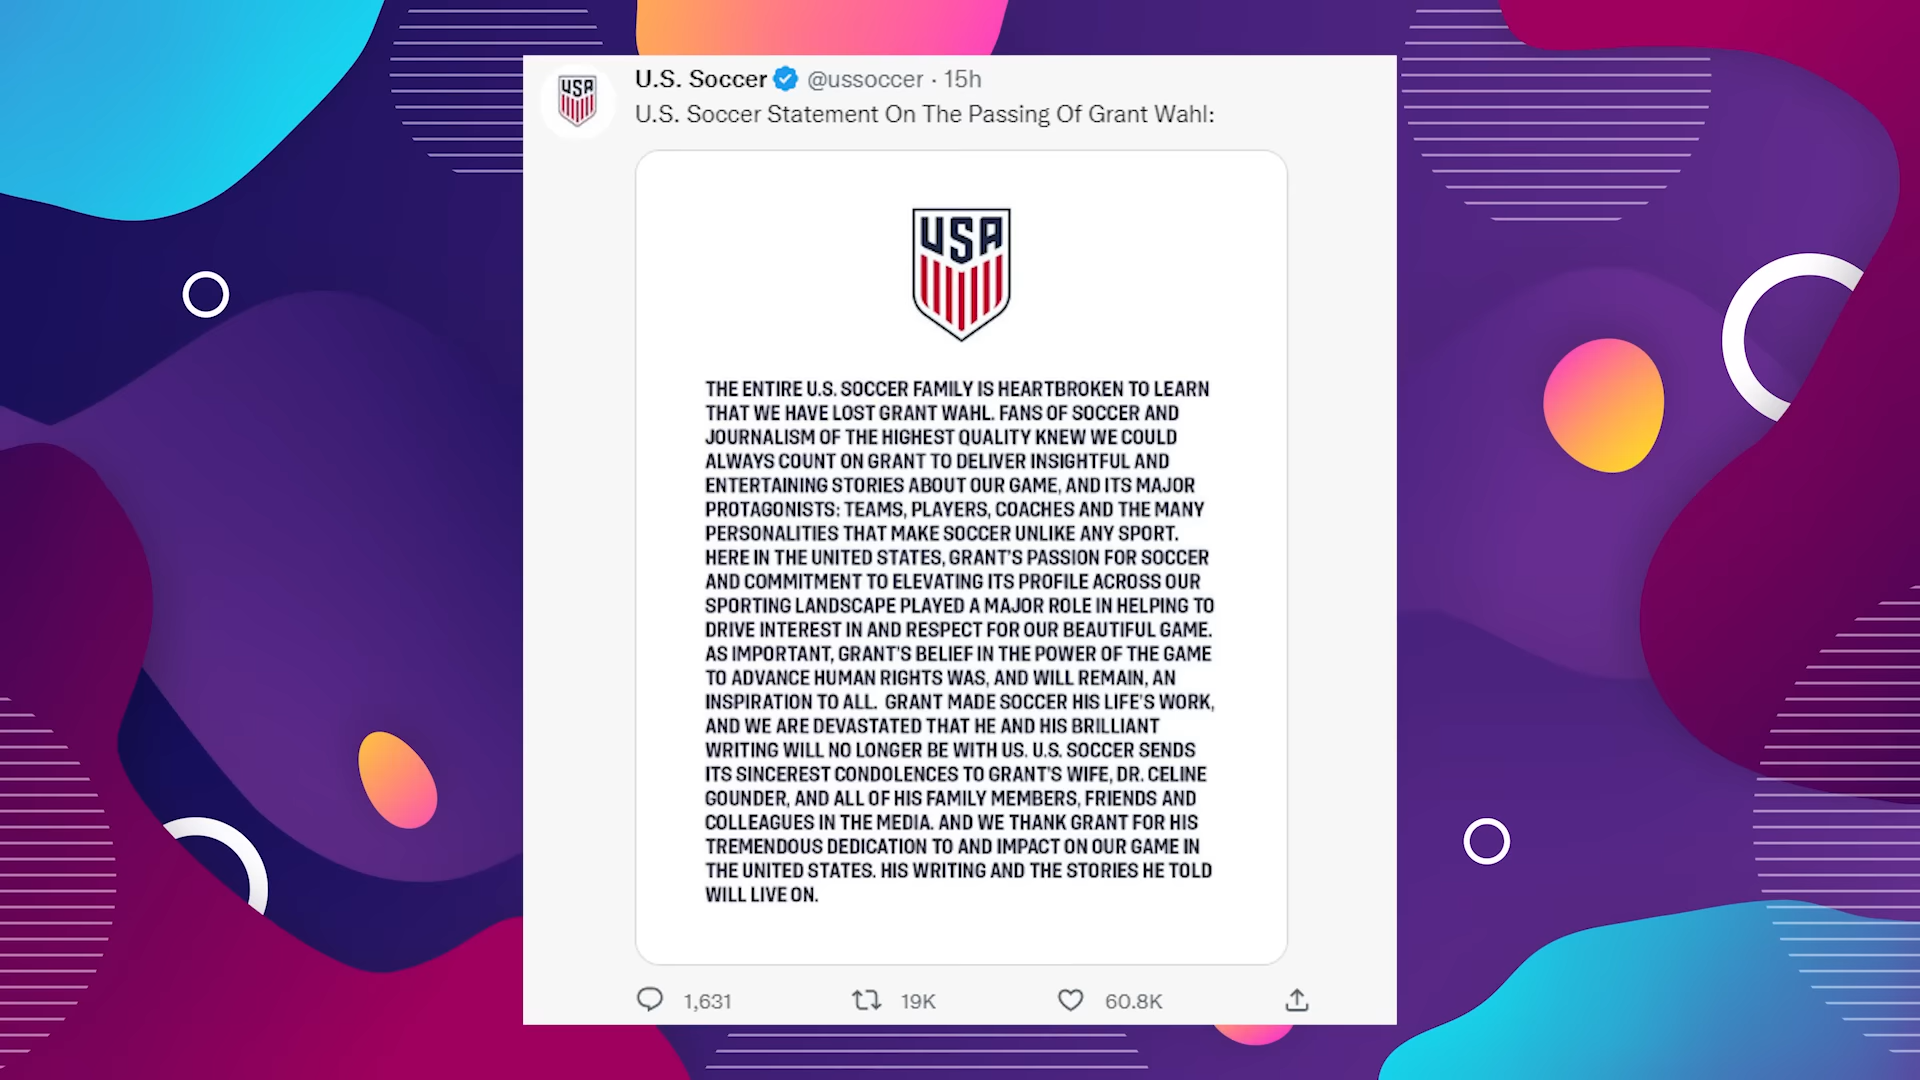 U.S. Soccer @ussoccer · 15h
U.S. Soccer Statement On The Passing Of Grant Wahl:
USA
USA
THE ENTIRE U.S. SOCCER FAMILY IS HEARTBROKEN TO LEARN
THAT WE HAVE LOST GRANT WAHL. FANS OF SOCCER AND
JOURNALISM OF THE HIGHEST QUALITY KNEW WE COULD
ALWAYS COUNT ON GRANT TO DELIVER INSIGHTFUL AND
ENTERTAINING STORIES ABOUT OUR GAME, AND ITS MAJOR
PROTAGONISTS: TEAMS, PLAYERS, COACHES AND THE MANY
PERSONALITIES THAT MAKE SOCCER UNLIKE ANY SPORT.
HERE IN THE UNITED STATES, GRANT'S PASSION FOR SOCCER
AND COMMITMENT TO ELEVATING ITS PROFILE ACROSS OUR
SPORTING LANDSCAPE PLAYED A MAJOR ROLE IN HELPING TO
DRIVE INTEREST IN AND RESPECT FOR OUR BEAUTIFUL GAME.
AS IMPORTANT, GRANT'S BELIEF IN THE POWER OF THE GAME
TO ADVANCE HUMAN RIGHTS WAS, AND WILL REMAIN, AN
INSPIRATION TO ALL. GRANT MADE SOCCER HIS LIFE'S WORK,
AND WE ARE DEVASTATED THAT HE AND HIS BRILLIANT
WRITING WILL NO LONGER BE WITH US. U.S. SOCCER SENDS
ITS SINCEREST CONDOLENCES TO GRANT'S WIFE, DR. CELINE
GOUNDER, AND ALL OF HIS FAMILY MEMBERS, FRIENDS AND
COLLEAGUES IN THE MEDIA. AND WE THANK GRANT FOR HIS
TREMENDOUS DEDICATION TO AND IMPACT ON OUR GAME IN
THE UNITED STATES. HIS WRITING AND THE STORIES HE TOLD
WILL LIVE ON.
1,631 19K 60.8K